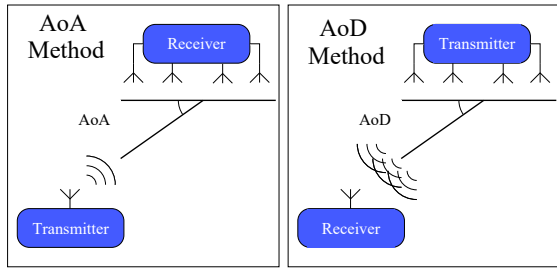 AoA
Method
Receiver
AoA
Transmitter
AoD
Method
Transmitter
AoD
Receiver